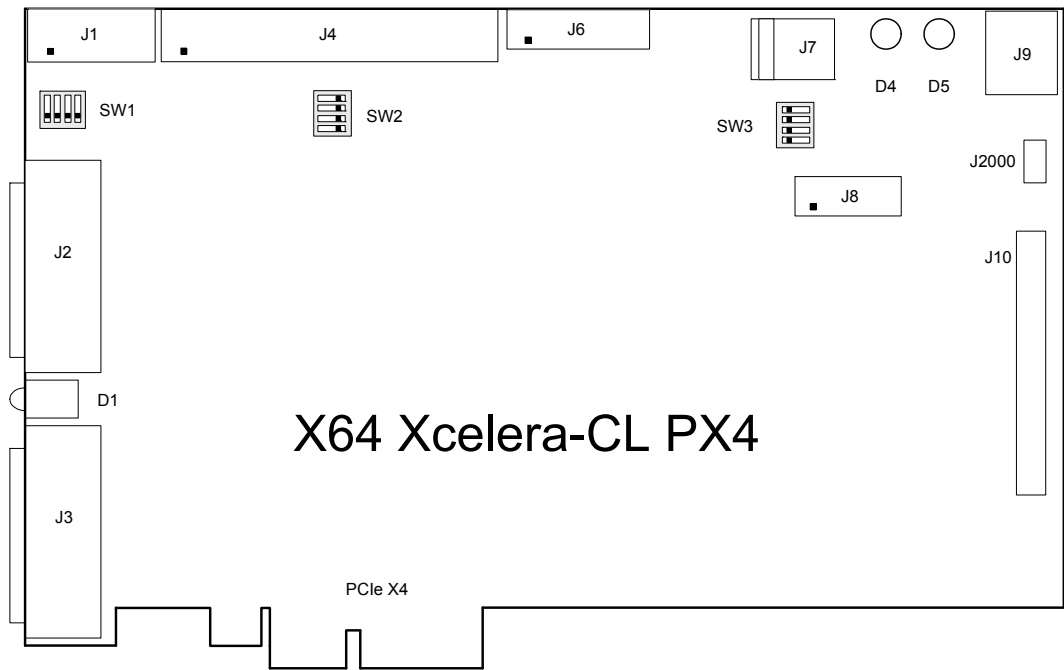 J1
J4
J6
J7
D4
D5
J9
SW1
SW2
SW3
J2000
J8
J2
J10
D1
X64 Xcelera-CL PX4
J3
PCIe X4